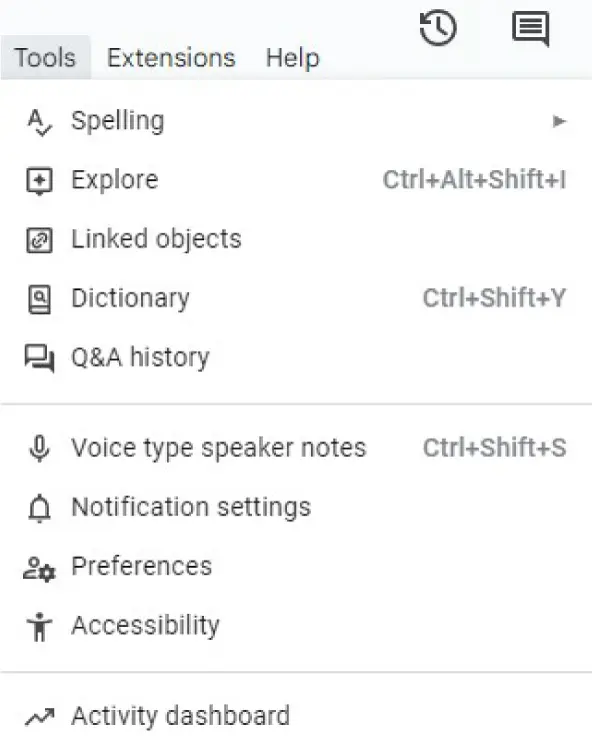 Tools Extensions Help
Spelling
Explore Ctrl+Alt+Shift+I
Linked objects
Dictionary Ctrl+Shift+Y
Q&A history
Voice type speaker notes Ctrl+Shift+S
Notification settings
Preferences
Accessibility
Activity dashboard